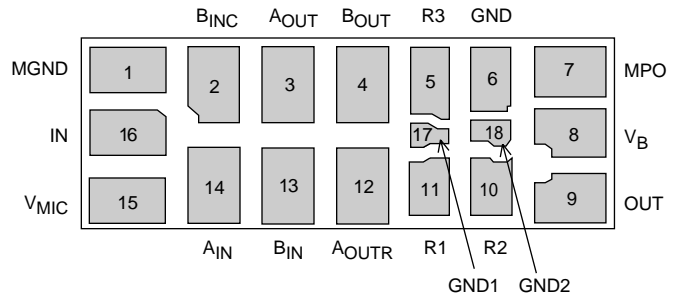 BINC AOUT BOUT R3 GND
MGND 1 2 3 4 5 6 7 MPO
IN 16 17 18 8 VB
VMIC 15 14 13 12 11 10 9 OUT
AIN BIN AOUTR R1 R2
GND1 GND2